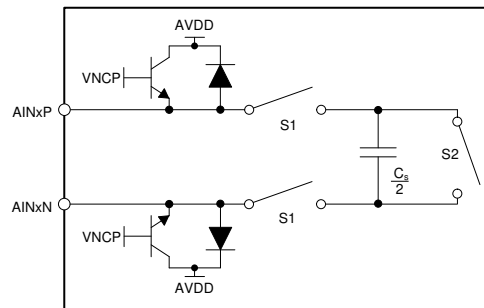 AVDD
VNCP
AINxP
S1
S2
Cs
2
AINxN
S1
VNCP
AVDD